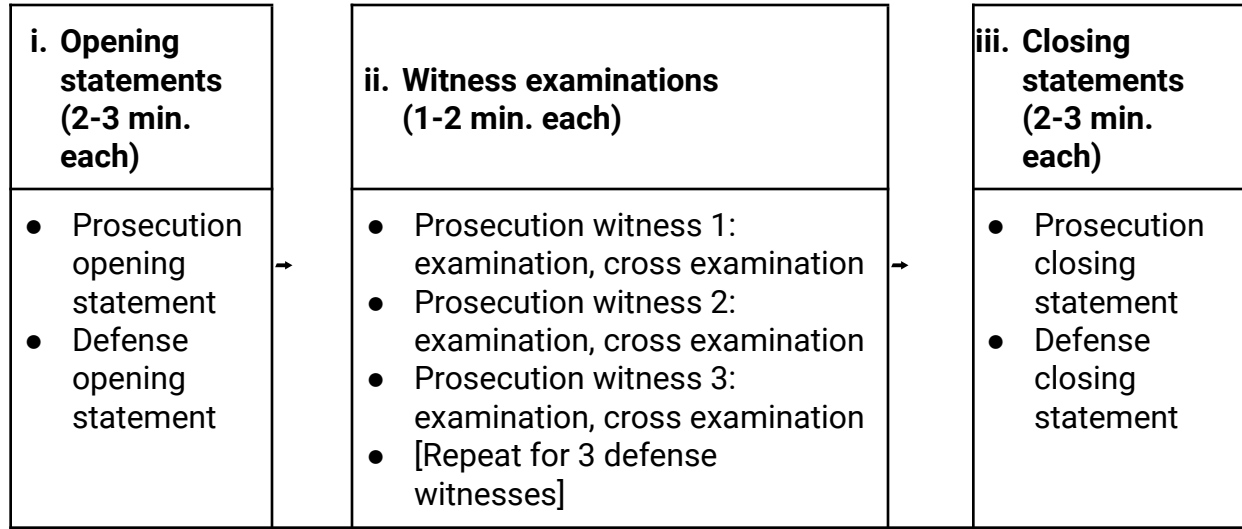 i. Opening
statements
(2-3 min.
each)
● Prosecution
opening
statement
● Defense
opening
statement
ii. Witness examinations
(1-2 min. each)
● Prosecution witness 1:
examination, cross examination
● Prosecution witness 2:
examination, cross examination
● Prosecution witness 3:
examination, cross examination
● [Repeat for 3 defense
witnesses]
iii. Closing
statements
(2-3 min.
each)
● Prosecution
closing
statement
● Defense
closing
statement